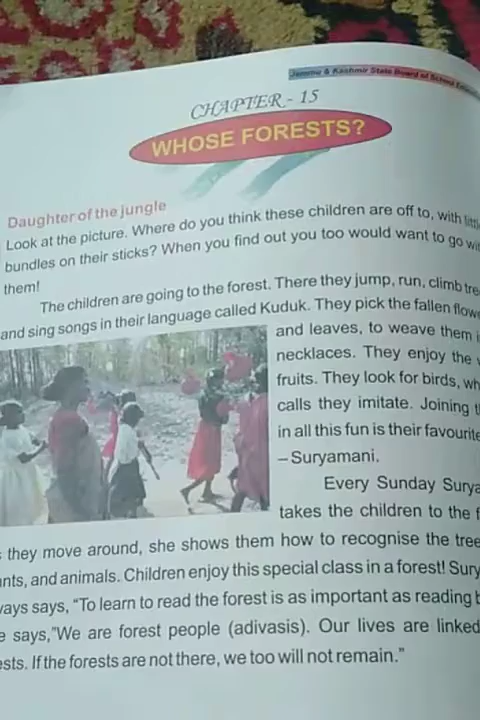 Jammu & Kashmir State Board of School
CHAPTER - 15
WHOSE FORESTS?
Daughter of the jungle
Look at the picture. Where do you think these children are off to, with
bundles on their sticks? When you find out you too would want to go
them!
The children are going to the forest. There they jump, run, climb
and sing songs in their language called Kuduk. They pick the fallen
and leaves, to weave them
necklaces. They enjoy the
fruits. They look for birds,
calls they imitate. Joining
in all this fun is their favourite
– Suryamani.
Every Sunday
takes the children to the
they move around, she shows them how to recognise the
and animals. Children enjoy this special class in a forest!
says, “To learn to read the forest is as important as reading
says,"We are forest people (adivasis). Our lives are linked
If the forests are not there, we too will not remain.”